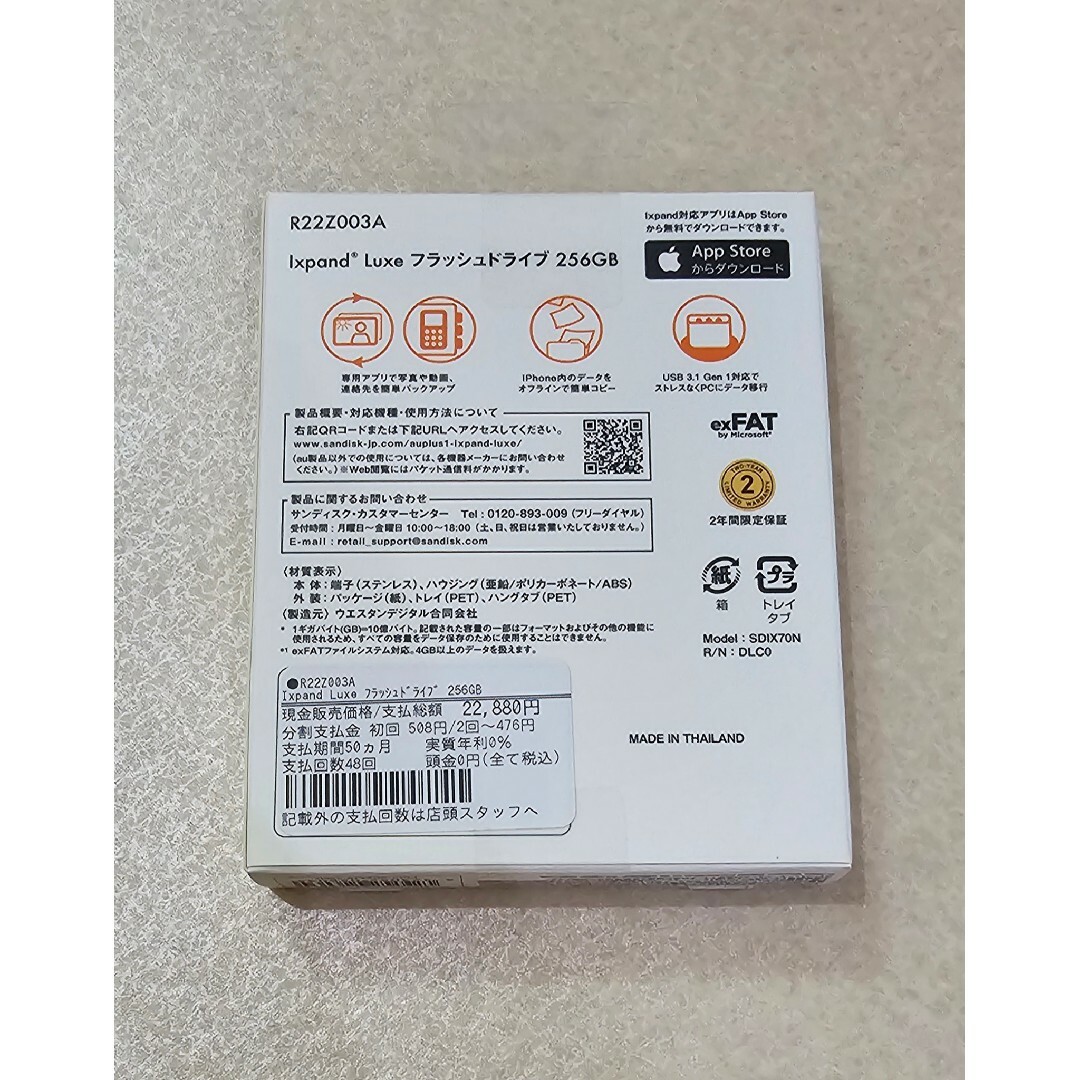 R22Z003A
Ixpand® Luxe フラッシュドライブ 256GB
Ixpand対応アプリはApp Store
から無料でダウンロードできます。
App Store
からダウンロード
専用アプリで写真や動画、
連絡先を簡単バックアップ
iPhone内のデータを
オフラインで簡単コピー
USB 3.1 Gen 1対応で
ストレスなくPCにデータ移行
製品概要・対応機種・使用方法について
右記QRコードまたは下記URLへアクセスしてください。
www.sandisk-jp.com/auplus1-ixpand-luxe/
(au製品以外での使用については、各機器メーカーにお問い合わせ
ください。)※Web閲覧にはパケット通信料がかかります。
exFAT
by Microsoft®
製品に関するお問い合わせ
サンディスク・カスタマーセンター Tel:0120-893-009(フリーダイヤル)
受付時間:月曜日〜金曜日 10:00〜18:00(土、日、祝日は営業いたしておりません。)
E-mail:retail_support@sandisk.com
TWO-YEAR
2
LIMITED WARRANTY
2年間限定保証
〈材質表示〉
本 体:端子(ステンレス)、ハウジング(亜鉛/ポリカーボネート/ABS)
外 装:パッケージ(紙)、トレイ(PET)、ハングタブ(PET)
〈製造元〉ウエスタンデジタル合同会社
* 1ギガバイト(GB)=10億バイト。記載された容量の一部はフォーマットおよびその他の機能に
使用されるため、すべての容量をデータ保存のために使用することはできません。
*¹ exFATファイルシステム対応。4GB以上のデータを扱えます。
紙
箱
プラ
トレイ
タブ
Model:SDIX70N
R/N:DLC0
●R22Z003A
Ixpand Luxe フラッシュドライブ 256GB
現金販売価格/支払総額 22,880円
分割支払金 初回 508円/2回〜476円
支払期間50ヵ月 実質年利0%
支払回数48回 頭金0円(全て税込)
記載外の支払回数は店頭スタッフへ
MADE IN THAILAND